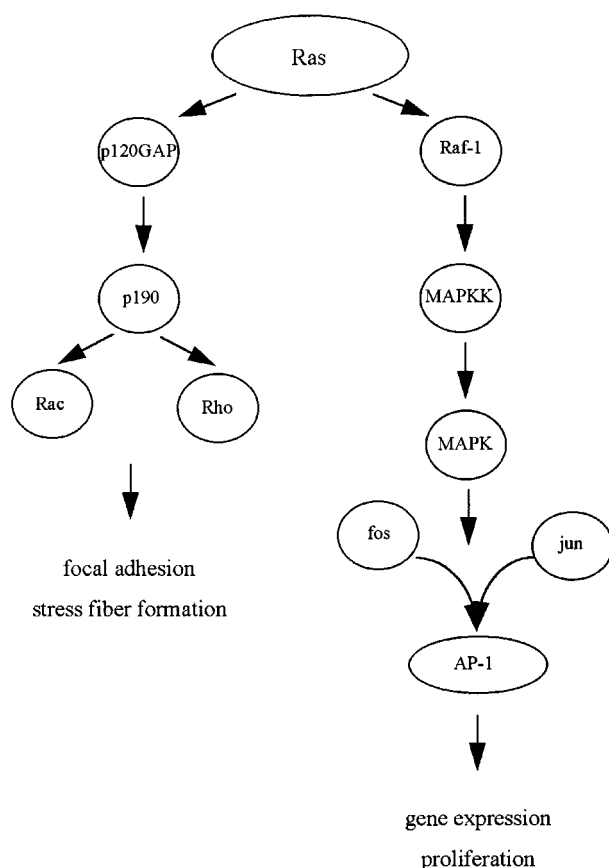 Ras
p120GAP
Raf-1
p190
MAPKK
Rac
Rho
MAPK
fos
jun
focal adhesion
stress fiber formation
AP-1
gene expression
proliferation